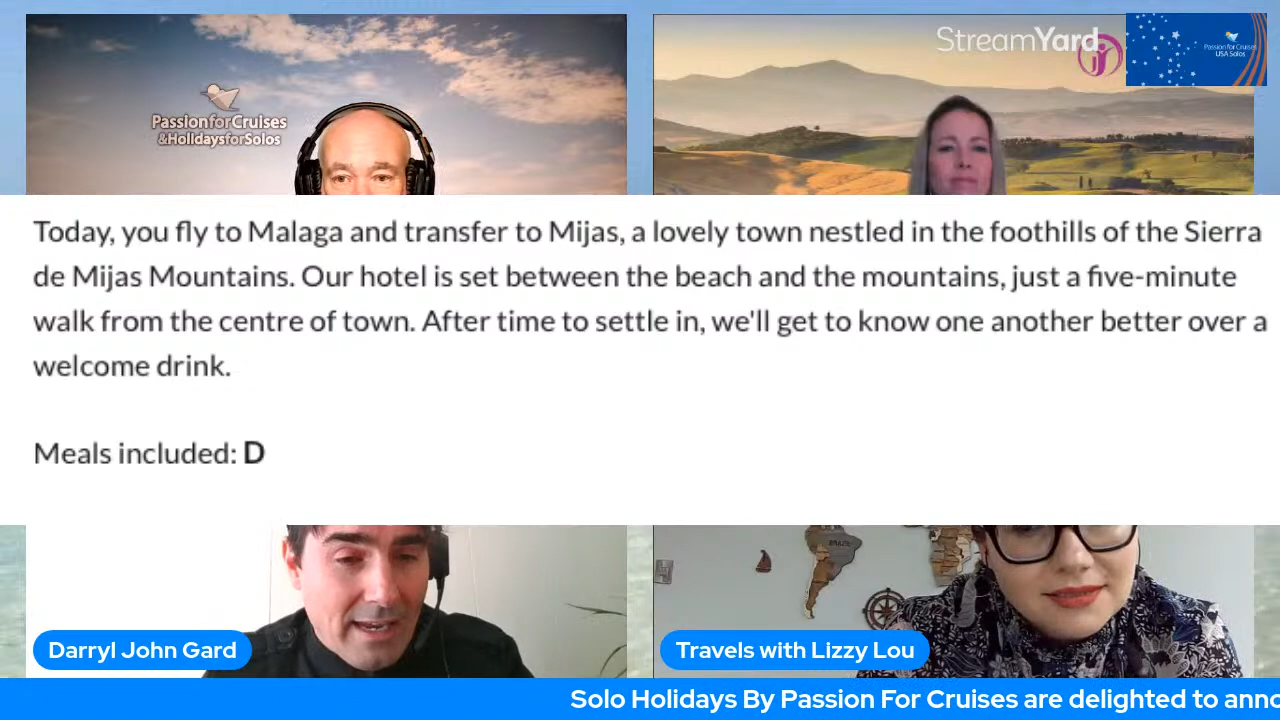 StreamYard
Passion for Cruises
USA Solos
PassionforCruises
&HolidaysforSolos
Today, you fly to Malaga and transfer to Mijas, a lovely town nestled in the foothills of the Sierra
de Mijas Mountains. Our hotel is set between the beach and the mountains, just a five-minute
walk from the centre of town. After time to settle in, we'll get to know one another better over a
welcome drink.
Meals included: D
BRAZIL
Darryl John Gard
Travels with Lizzy Lou
Solo Holidays By Passion For Cruises are delighted to anno